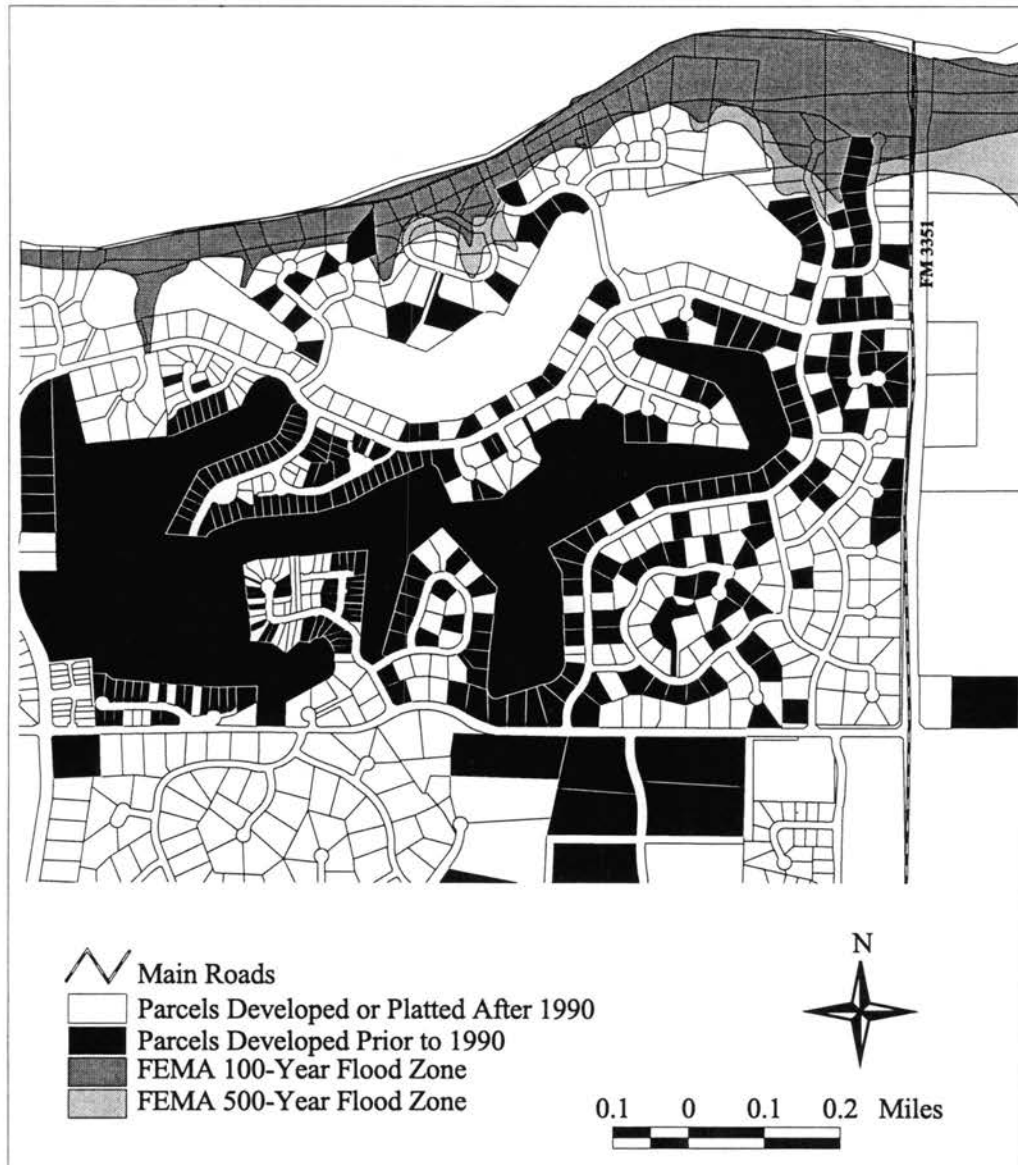 FM 3351
Main Roads
Parcels Developed or Platted After 1990
Parcels Developed Prior to 1990
FEMA 100-Year Flood Zone
FEMA 500-Year Flood Zone
N
0.1 0 0.1 0.2 Miles